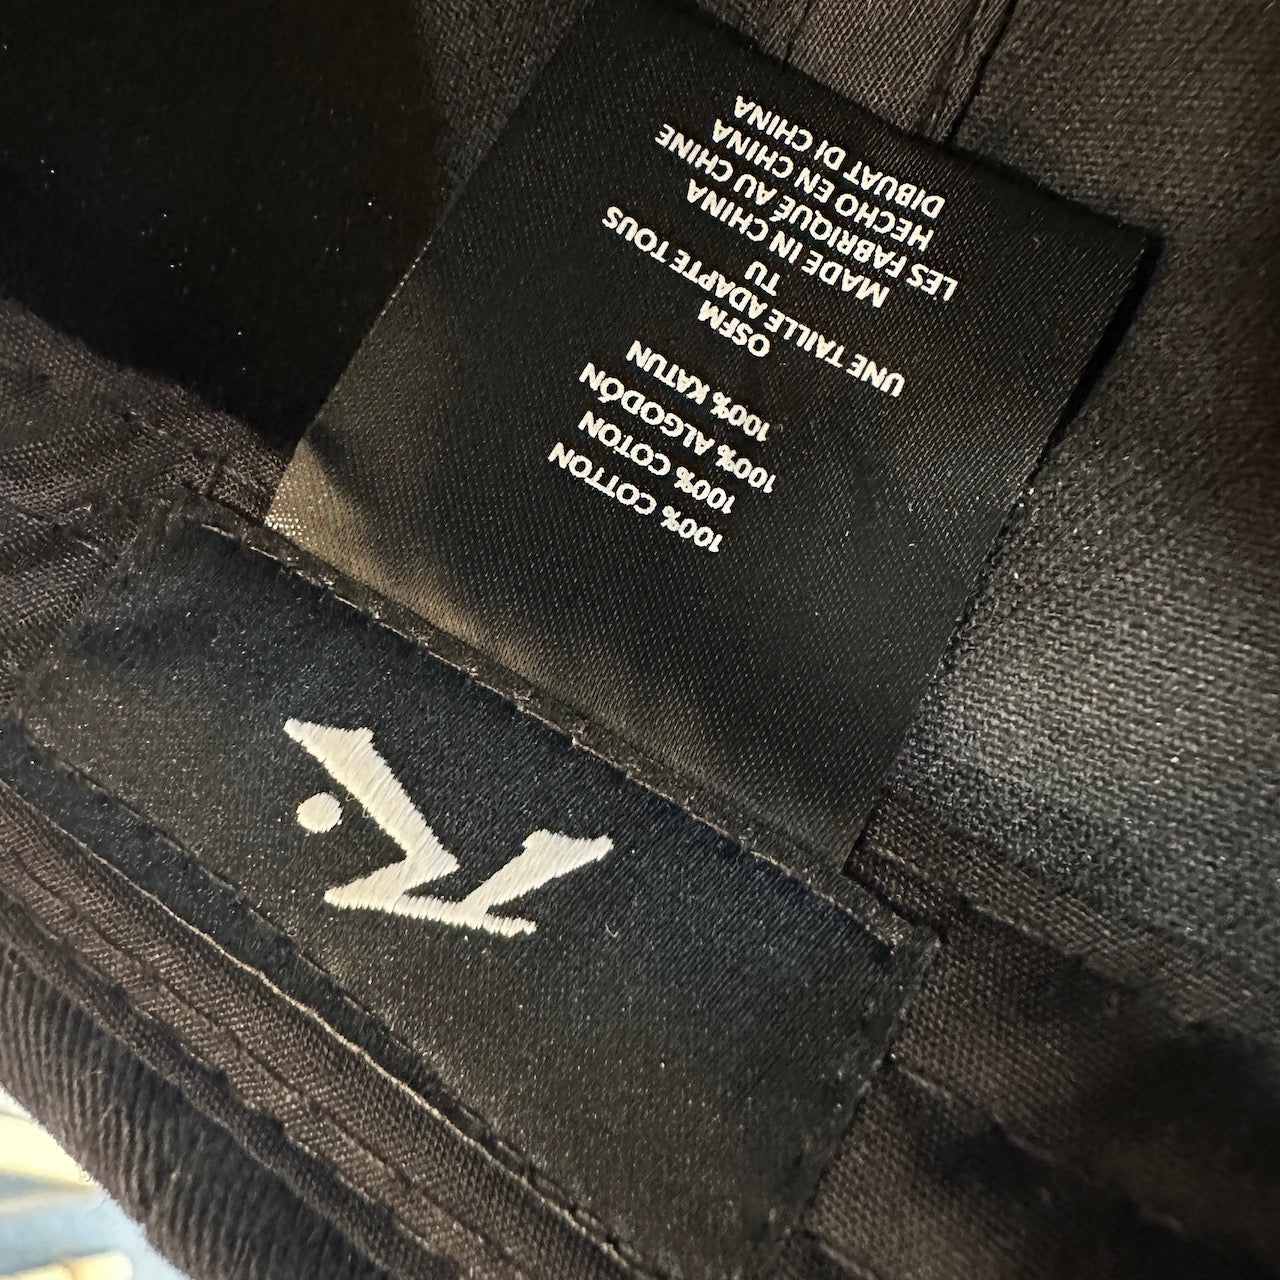 100% COTTON
100% COTON
100% ALGODÓN
100% KATUN
OSFM
UNE TAILLE ADAPTE TOUS
TU
MADE IN CHINA
LES FABRIQUÉ AU CHINE
HECHO EN CHINA
DIBUAT DI CHINA